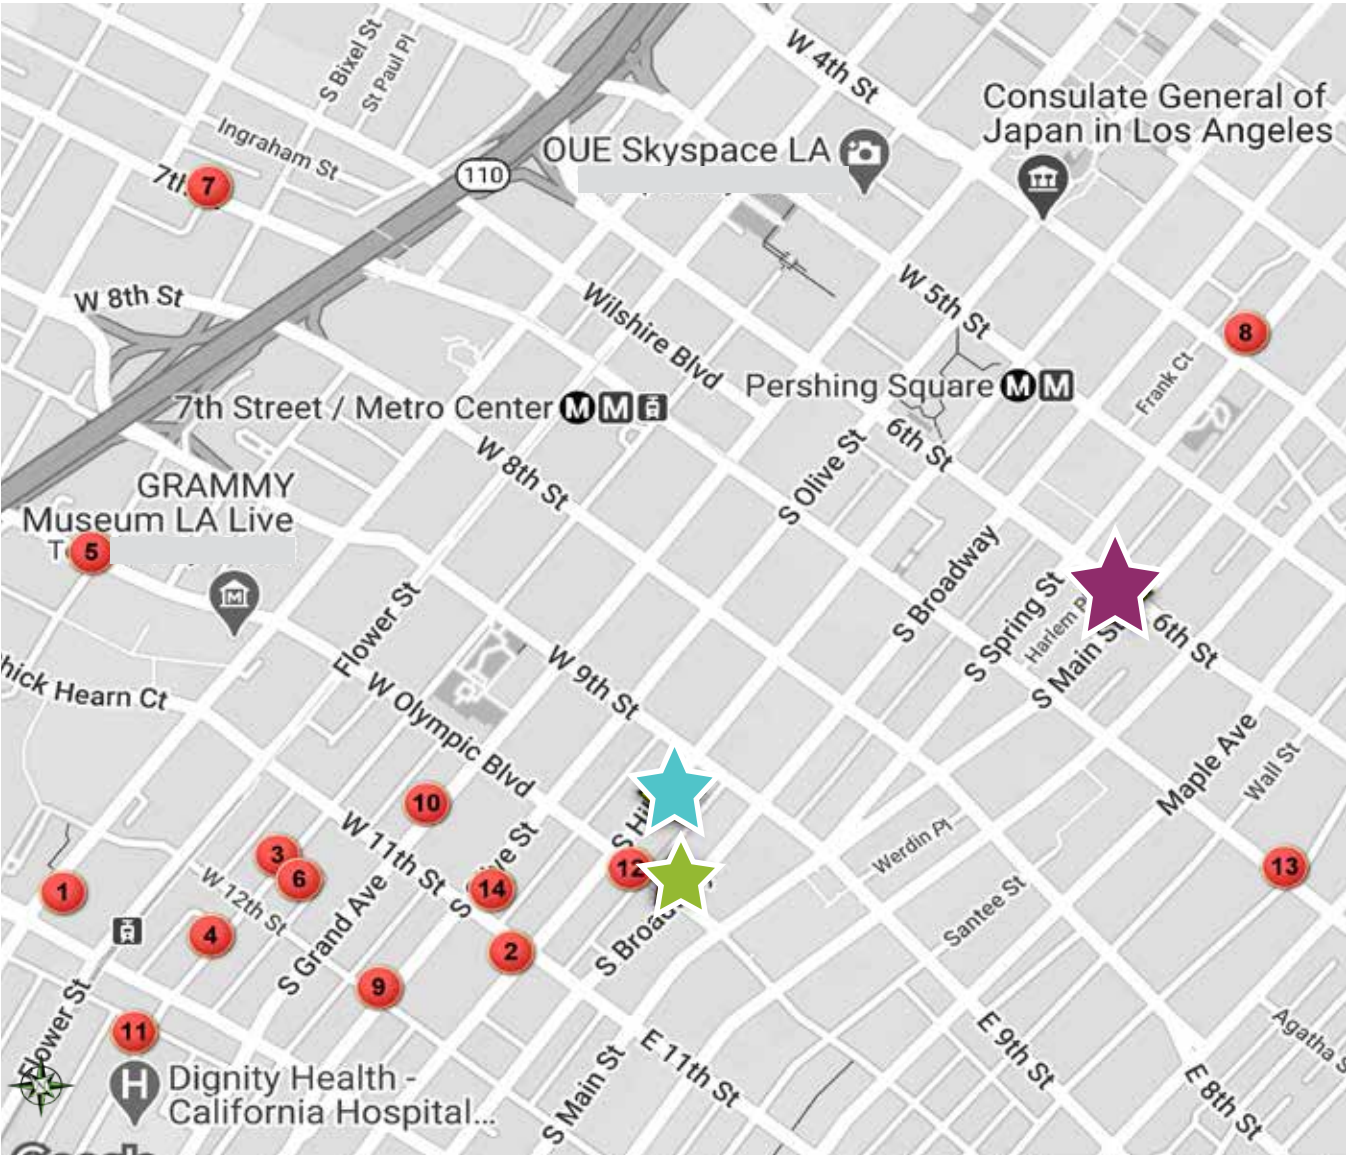 W 4th St
S Bixel St
St Paul Pl
Consulate General of
Japan in Los Angeles
Ingraham St
OUE Skyspace LA
110
7
W 8th St
W 5th St
Wilshire Blvd
8
Frank Ct
Pershing Square M M
7th Street / Metro Center M M
6th St
W 8th St
S Olive St
GRAMMY
Museum LA Live
5
M
S Broadway
S Spring St
Harlem
S Main St
6th St
Flower St
W 9th St
hick Hearn Ct
W Olympic Blvd
Maple Ave
Wall St
10
S
W 11th St
Werdin Pl
3
6
12
13
1
14
S
W 12th St
S Grand Ave
Santee St
4
2
9
S
11
Flower St
E 11th St
E 9th St
Agatha S
H
Dignity Health -
California Hospital...
S Main St
E 8th St